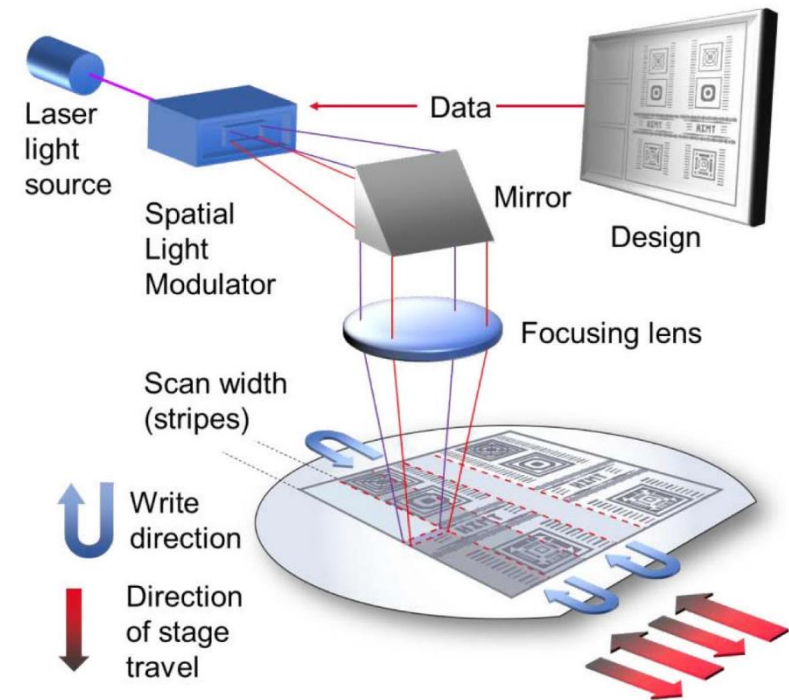 Laser
light
source
Data
Spatial
Light
Modulator
Mirror
Design
Focusing lens
Scan width
(stripes)
Write
direction
Direction
of stage
travel